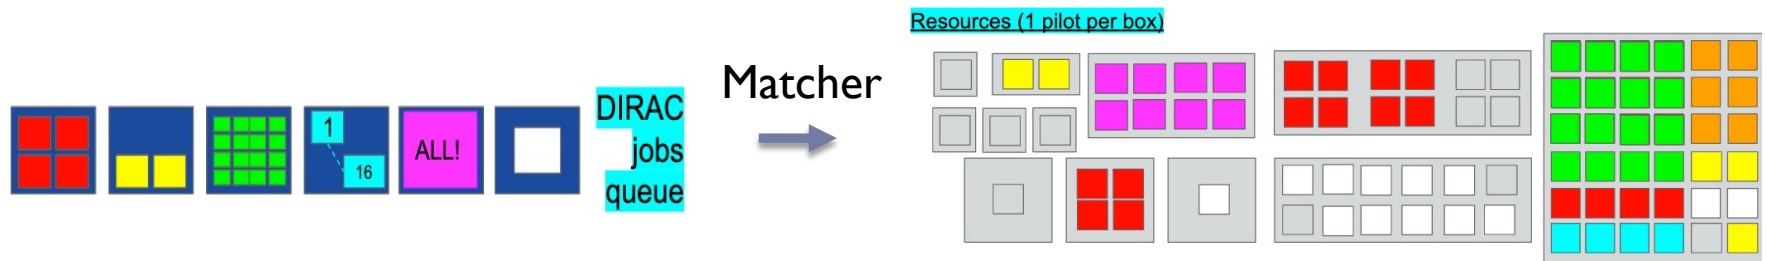 1
16
ALL!
DIRAC
jobs
queue
Matcher
Resources (1 pilot per box)